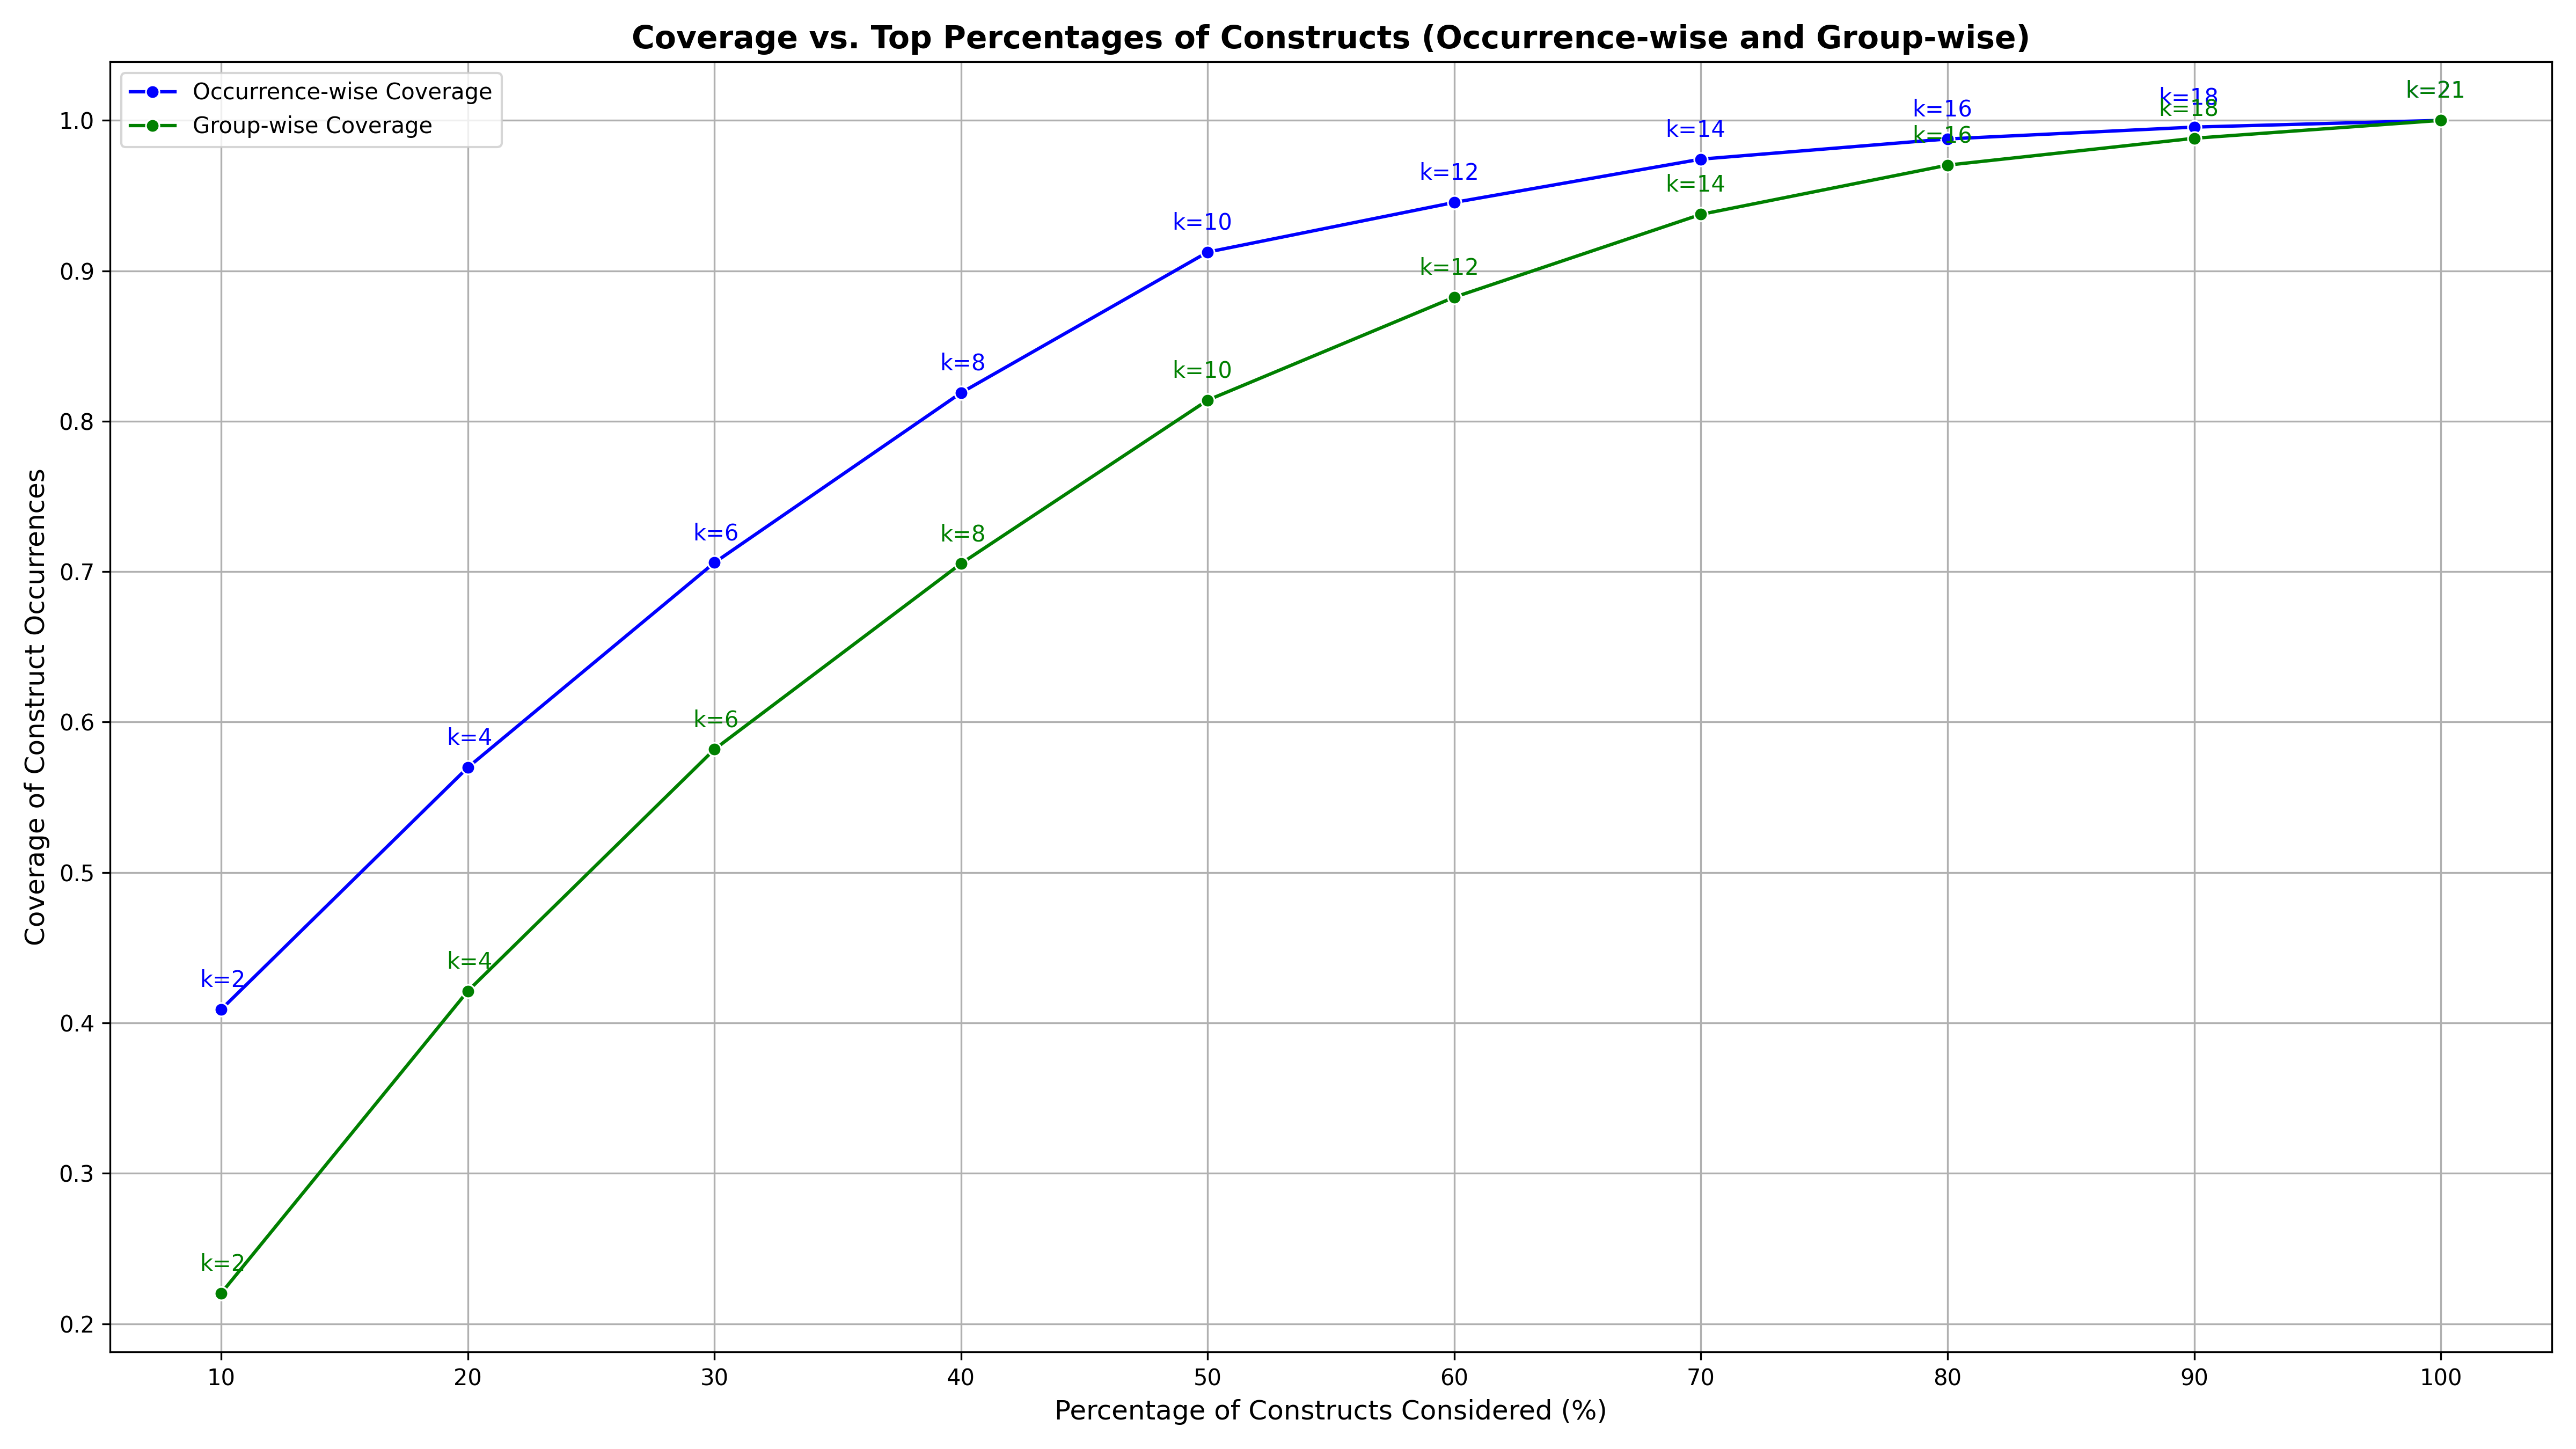 Coverage vs. Top Percentages of Constructs (Occurrence-wise and Group-wise)
Occurrence-wise Coverage
Group-wise Coverage
Coverage of Construct Occurrences
1.0
0.9
0.8
0.7
0.6
0.5
0.4
0.3
0.2
k=2
k=4
k=6
k=8
k=10
k=12
k=14
k=16
k=18
k=2
k=4
k=6
k=8
k=10
k=12
k=14
k=16
k=18
k=21
10 20 30 40 50 60 70 80 90 100
Percentage of Constructs Considered (%)